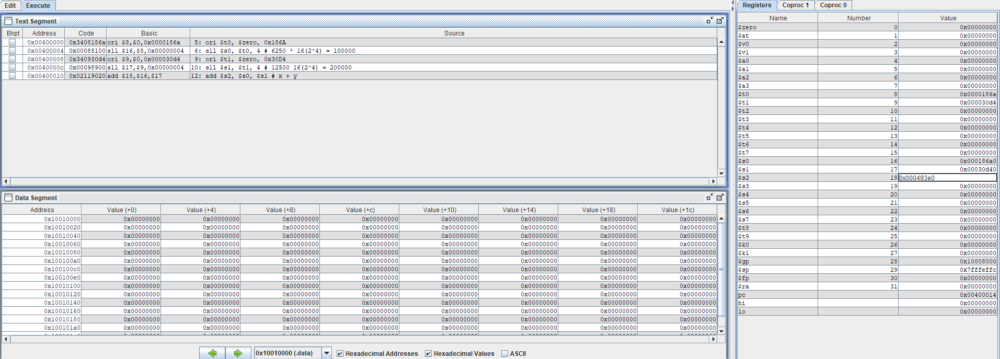 Edit Execute
Text Segment
Bkpt Address Code Basic Source
0x00400000 0x3408186a ori $8,$0,0x0000186a 5: ori $t0, $zero, 0x186A
0x00400004 0x00088100 sll $16,$8,0x00000004 6: sll $s0, $t0, 4 # 6250 * 16(2^4) = 100000
0x00400008 0x340930d4 ori $9,$0,0x000030d4 9: ori $t1, $zero, 0x30D4
0x0040000c 0x00098900 sll $17,$9,0x00000004 10: sll $s1, $t1, 4 # 12500 16(2^4) = 200000
0x00400010 0x02119020 add $18,$16,$17 12: add $s2, $s0, $s1 # x + y
Data Segment
Address Value (+0) Value (+4) Value (+8) Value (+c) Value (+10) Value (+14) Value (+18) Value (+1c)
0x10010000 0x00000000 0x00000000 0x00000000 0x00000000 0x00000000 0x00000000 0x00000000 0x00000000
0x10010020 0x00000000 0x00000000 0x00000000 0x00000000 0x00000000 0x00000000 0x00000000 0x00000000
0x10010040 0x00000000 0x00000000 0x00000000 0x00000000 0x00000000 0x00000000 0x00000000 0x00000000
0x10010060 0x00000000 0x00000000 0x00000000 0x00000000 0x00000000 0x00000000 0x00000000 0x00000000
0x10010080 0x00000000 0x00000000 0x00000000 0x00000000 0x00000000 0x00000000 0x00000000 0x00000000
0x100100a0 0x00000000 0x00000000 0x00000000 0x00000000 0x00000000 0x00000000 0x00000000 0x00000000
0x100100c0 0x00000000 0x00000000 0x00000000 0x00000000 0x00000000 0x00000000 0x00000000 0x00000000
0x100100e0 0x00000000 0x00000000 0x00000000 0x00000000 0x00000000 0x00000000 0x00000000 0x00000000
0x10010100 0x00000000 0x00000000 0x00000000 0x00000000 0x00000000 0x00000000 0x00000000 0x00000000
0x10010120 0x00000000 0x00000000 0x00000000 0x00000000 0x00000000 0x00000000 0x00000000 0x00000000
0x10010140 0x00000000 0x00000000 0x00000000 0x00000000 0x00000000 0x00000000 0x00000000 0x00000000
0x10010160 0x00000000 0x00000000 0x00000000 0x00000000 0x00000000 0x00000000 0x00000000 0x00000000
0x10010180 0x00000000 0x00000000 0x00000000 0x00000000 0x00000000 0x00000000 0x00000000 0x00000000
0x100101a0 0x00000000 0x00000000 0x00000000 0x00000000 0x00000000 0x00000000 0x00000000 0x00000000
0x10010000 (.data) Hexadecimal Addresses Hexadecimal Values ASCII
Registers Coproc 1 Coproc 0
Name Number Value
$zero 0 0x00000000
$at 1 0x00000000
$v0 2 0x00000000
$v1 3 0x00000000
$a0 4 0x00000000
$a1 5 0x00000000
$a2 6 0x00000000
$a3 7 0x00000000
$t0 8 0x0000186a
$t1 9 0x000030d4
$t2 10 0x00000000
$t3 11 0x00000000
$t4 12 0x00000000
$t5 13 0x00000000
$t6 14 0x00000000
$t7 15 0x00000000
$s0 16 0x000186a0
$s1 17 0x00030d40
$s2 18 0x000493e0
$s3 19 0x00000000
$s4 20 0x00000000
$s5 21 0x00000000
$s6 22 0x00000000
$s7 23 0x00000000
$t8 24 0x00000000
$t9 25 0x00000000
$k0 26 0x00000000
$k1 27 0x00000000
$gp 28 0x10008000
$sp 29 0x7fffeffc
$fp 30 0x00000000
$ra 31 0x00000000
pc 0x00400014
hi 0x00000000
lo 0x00000000